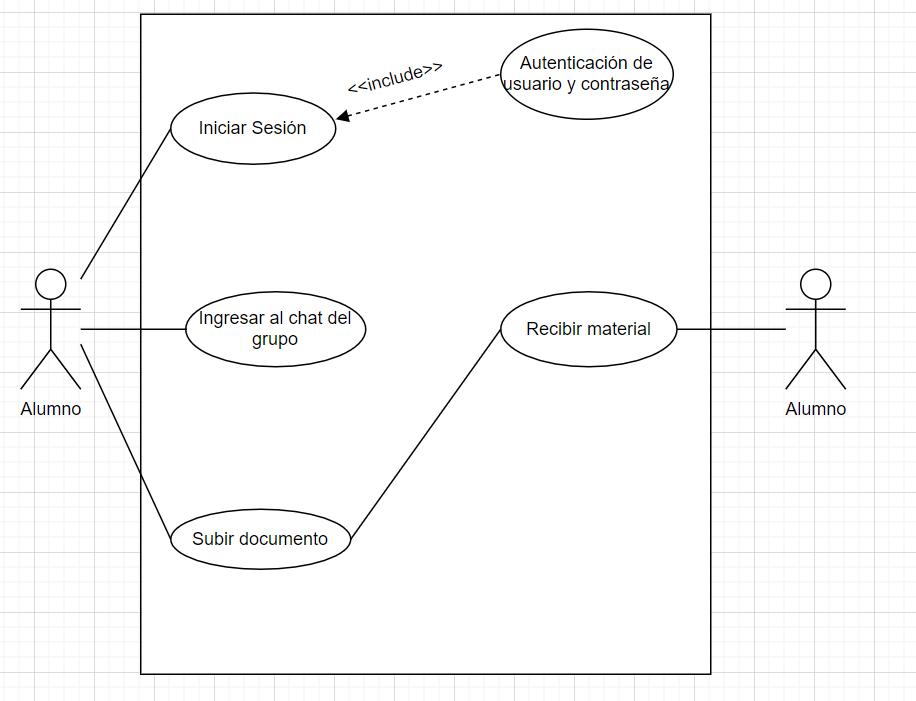 Autenticación de
usuario y contraseña
<<include>>
Iniciar Sesión
Ingresar al chat del
grupo
Recibir material
Alumno
Alumno
Subir documento